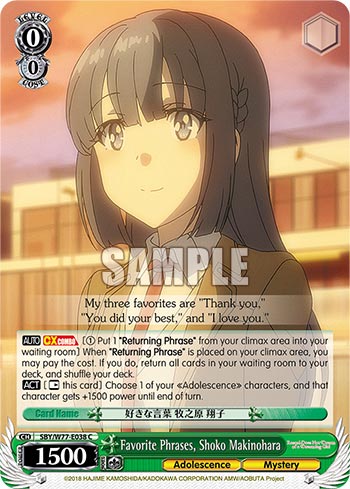 LEVEL
0
0
COST
SAMPLE
My three favorites are "Thank you,"
"You did your best," and "I love you."
AUTO CX COMBO [① Put 1 "Returning Phrase" from your climax area into your
waiting room] When "Returning Phrase" is placed on your climax area, you
may pay the cost. If you do, return all cards in your waiting room to your
deck, and shuffle your deck.
ACT [ this card] Choose 1 of your «Adolescence» characters, and that
character gets +1500 power until end of turn.
Card Name 好きな言葉 牧之原 翔子
CH SBY/W77-E038 C
1500
Favorite Phrases, Shoko Makinohara
Adolescence Mystery
©2018 HAJIME KAMOSHIDA/KADOKAWA CORPORATION AMW/AOBUTA Project